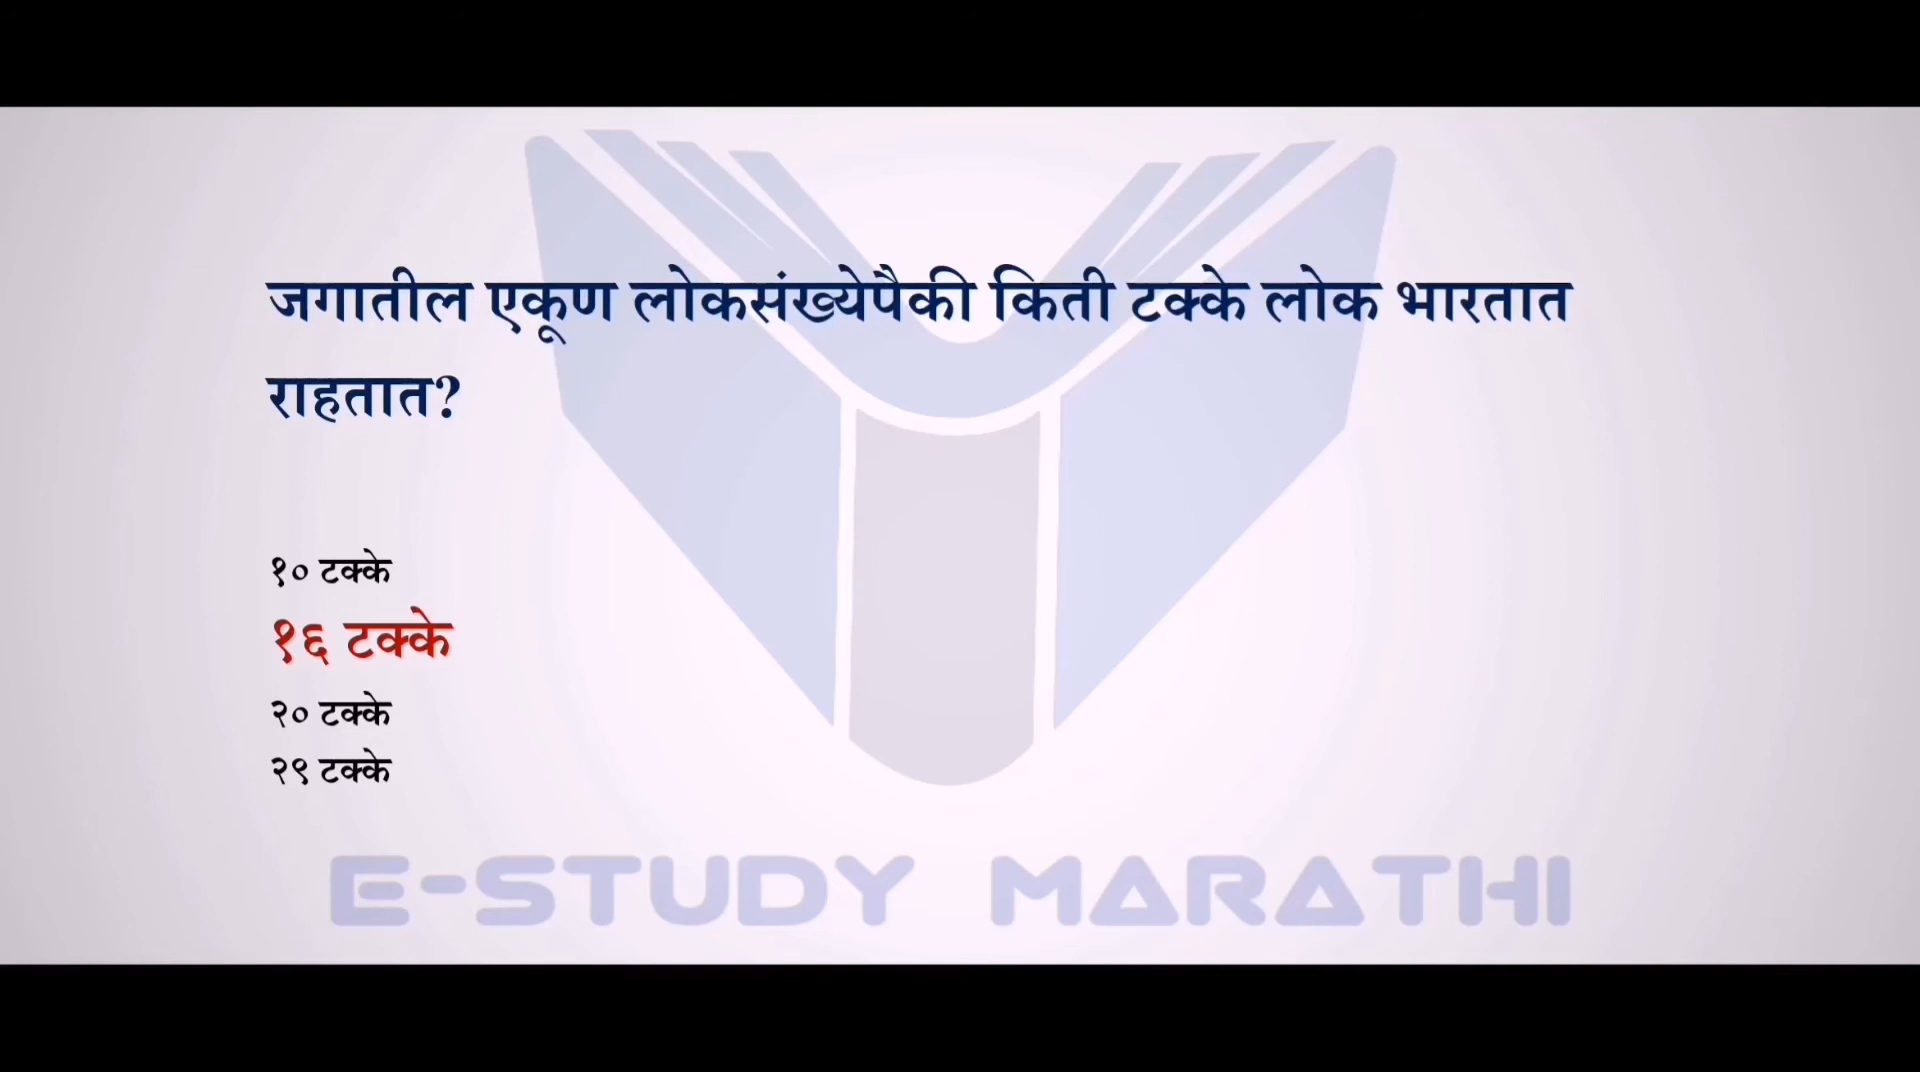 जगातील एकूण लोकसंख्येपैकी किती टक्के लोक भारतात
राहतात?
१० टक्के
१६ टक्के
२० टक्के
२९ टक्के
E-STUDY MARATHI